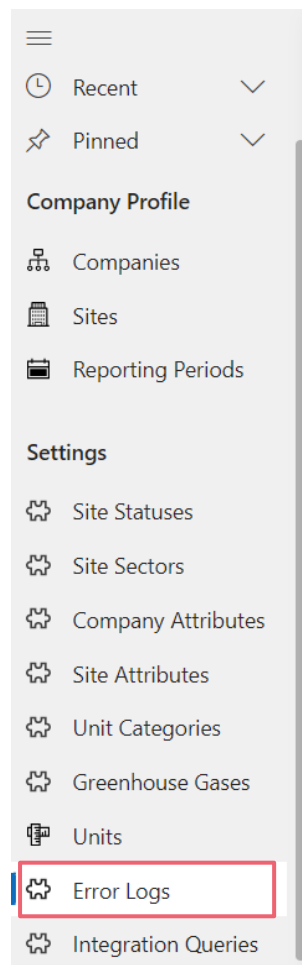 Recent
Pinned
Company Profile
Companies
Sites
Reporting Periods
Settings
Site Statuses
Site Sectors
Company Attributes
Site Attributes
Unit Categories
Greenhouse Gases
Units
Error Logs
Integration Queries